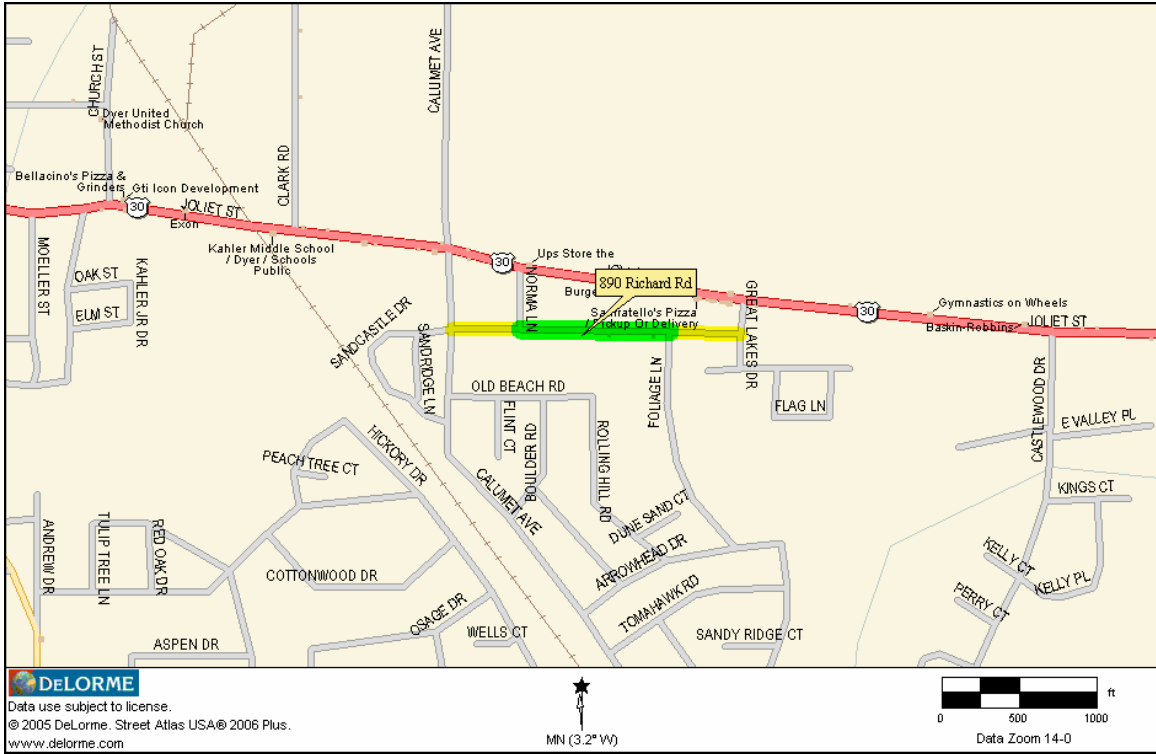 CHURCH ST
CALUMET AVE
Dyer United
Methodist Church
CLARK RD
Bellacino's Pizza &
Grinders
Gti Icon Development
30
JOLIET ST
Exon
Kahler Middle School
/ Dyer / Schools
Public
MOELLER ST
OAK ST
ELM ST
KAHLER JR DR
30
Ups Store the
NORMA LN
890 Richard Rd
Pizza
Pickup Or Delivery
GREAT LAKES DR
30
Gymnastics on Wheels
Baskin-Robbins
JOLIET ST
SANDCASTLE DR
SANDRIDGE LN
OLD BEACH RD
FLINT CT
BOULDER RD
ROLLING HILL RD
FOLIAGE LN
FLAG LN
CASTLEWOOD DR
E VALLEY PL
PEACH TREE CT
HICKORY DR
CALUMET AVE
DUNE SAND CT
KINGS CT
ANDREW DR
TULIP TREE LN
RED OAK DR
COTTONWOOD DR
ARROWHEAD DR
TOMAHAWK RD
KELLY CT
KELLY PL
PERRY CT
OSAGE DR
WELLS CT
SANDY RIDGE CT
ASPEN DR
DELORME
Data use subject to license.
© 2005 DeLorme. Street Atlas USA® 2006 Plus.
www.delorme.com
MN (3.2° W)
ft
0 500 1000
Data Zoom 14-0